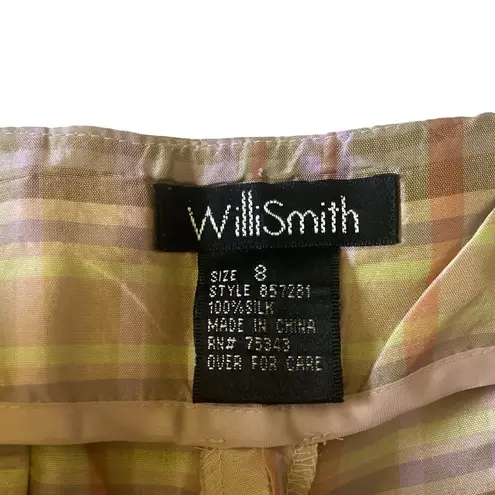 WilliSmith
SIZE 8
STYLE 857281
100% SILK
MADE IN CHINA
RN# 75343
OVER FOR CARE